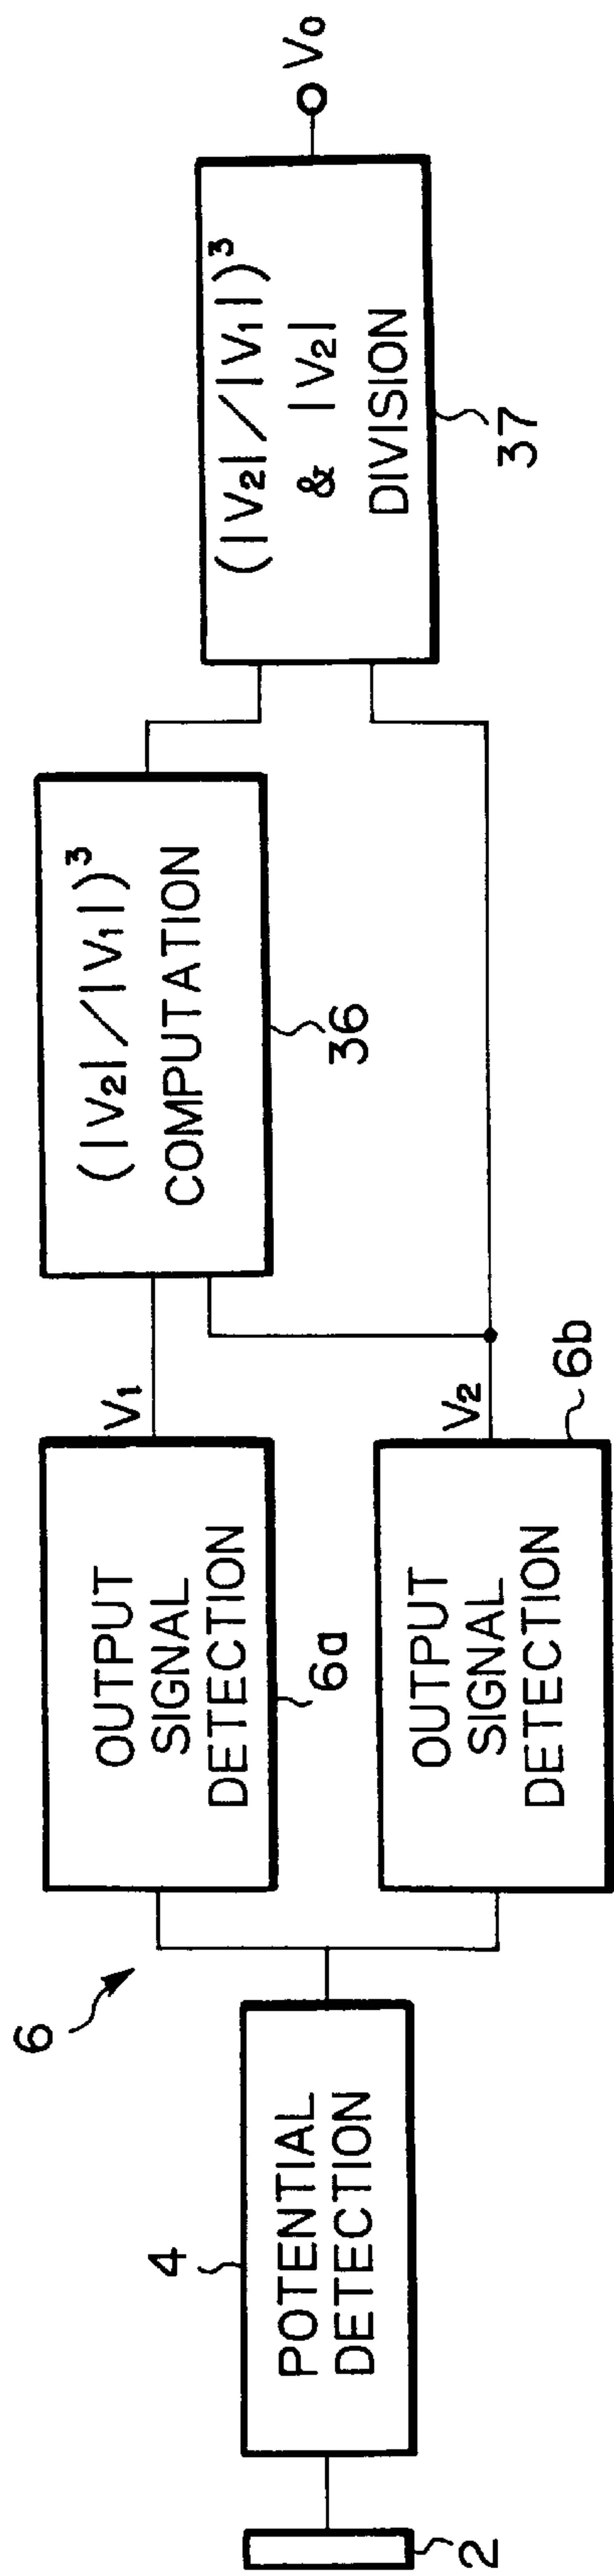 2
4
POTENTIAL
DETECTION
6
OUTPUT
SIGNAL
DETECTION
6a
OUTPUT
SIGNAL
DETECTION
6b
V₁
V₂
(|V₂|/|V₁|)³
COMPUTATION
36
(|V₂|/|V₁|)³
& |V₂|
DIVISION
37
V₀